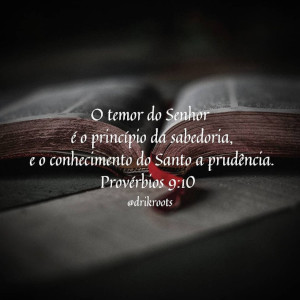 O temor do Senhor
é o princípio da sabedoria,
e o conhecimento do Santo a prudência.
Provérbios 9:10
@drikroots